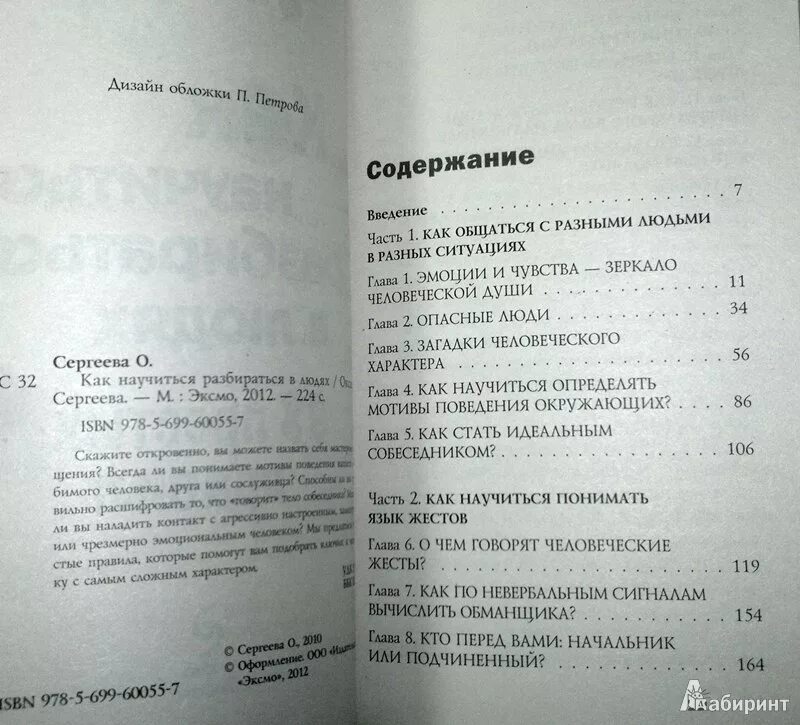 Дизайн обложки П. Петрова
Сергеева О.
С 32
Как научиться разбираться в людях /
Сергеева. — М. : Эксмо, 2012. — 224 с.
ISBN 978-5-699-60055-7
Скажите откровенно, вы можете назвать себя
щения? Всегда ли вы понимаете мотивы поведения
бимого человека, друга или сослуживца? Способны ли вы
вильно расшифровать то, что «говорит» тело собеседника?
ли вы наладить контакт с агрессивно настроенным,
или чрезмерно эмоциональным человеком? Мы
стые правила, которые помогут вам подобрать ключик к
ку с самым сложным характером.
© Сергеева О., 2010
© Оформление. ООО
"Эксмо", 2012
ISBN 978-5-699-60055-7
Содержание
Введение . . . 7
Часть 1. КАК ОБЩАТЬСЯ С РАЗНЫМИ ЛЮДЬМИ
В РАЗНЫХ СИТУАЦИЯХ
Глава 1. ЭМОЦИИ И ЧУВСТВА — ЗЕРКАЛО
ЧЕЛОВЕЧЕСКОЙ ДУШИ . . . 11
Глава 2. ОПАСНЫЕ ЛЮДИ . . . 34
Глава 3. ЗАГАДКИ ЧЕЛОВЕЧЕСКОГО
ХАРАКТЕРА . . . 56
Глава 4. КАК НАУЧИТЬСЯ ОПРЕДЕЛЯТЬ
МОТИВЫ ПОВЕДЕНИЯ ОКРУЖАЮЩИХ? . . . 86
Глава 5. КАК СТАТЬ ИДЕАЛЬНЫМ
СОБЕСЕДНИКОМ? . . . 106
Часть 2. КАК НАУЧИТЬСЯ ПОНИМАТЬ
ЯЗЫК ЖЕСТОВ
Глава 6. О ЧЕМ ГОВОРЯТ ЧЕЛОВЕЧЕСКИЕ
ЖЕСТЫ? . . . 119
Глава 7. КАК ПО НЕВЕРБАЛЬНЫМ СИГНАЛАМ
ВЫЧИСЛИТЬ ОБМАНЩИКА? . . . 154
Глава 8. КТО ПЕРЕД ВАМИ: НАЧАЛЬНИК
ИЛИ ПОДЧИНЕННЫЙ? . . . 164
Лабиринт